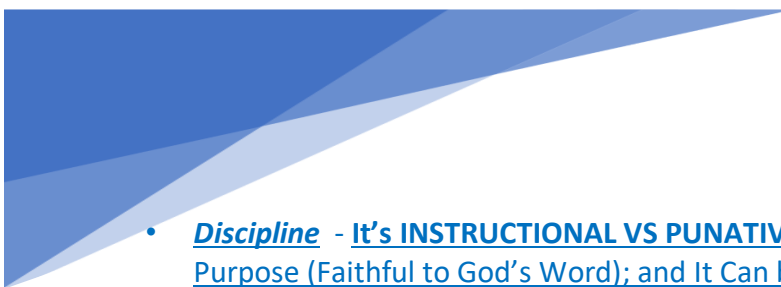 • Discipline - It’s INSTRUCTIONAL VS PUNATIV
Purpose (Faithful to God’s Word); and It Can